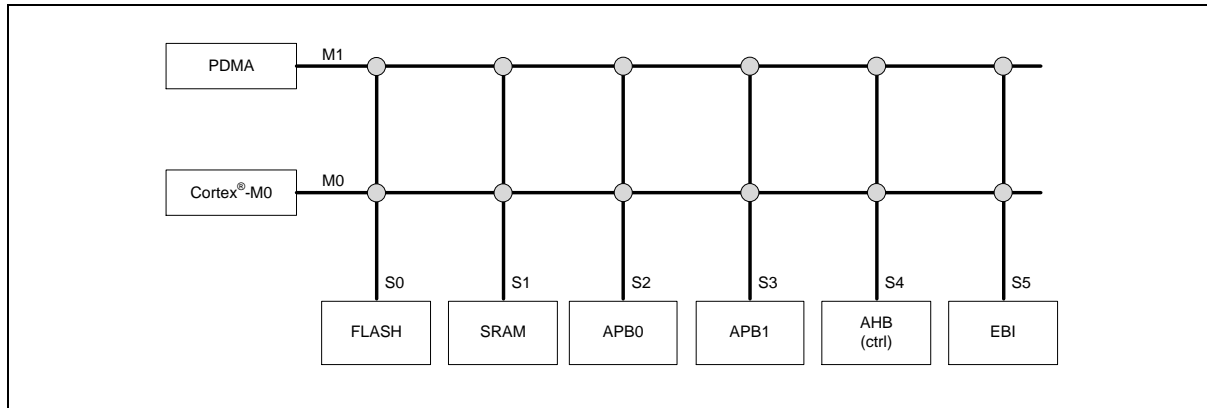 PDMA
M1
Cortex®-M0
M0
S0
S1
S2
S3
S4
S5
FLASH
SRAM
APB0
APB1
AHB
(ctrl)
EBI